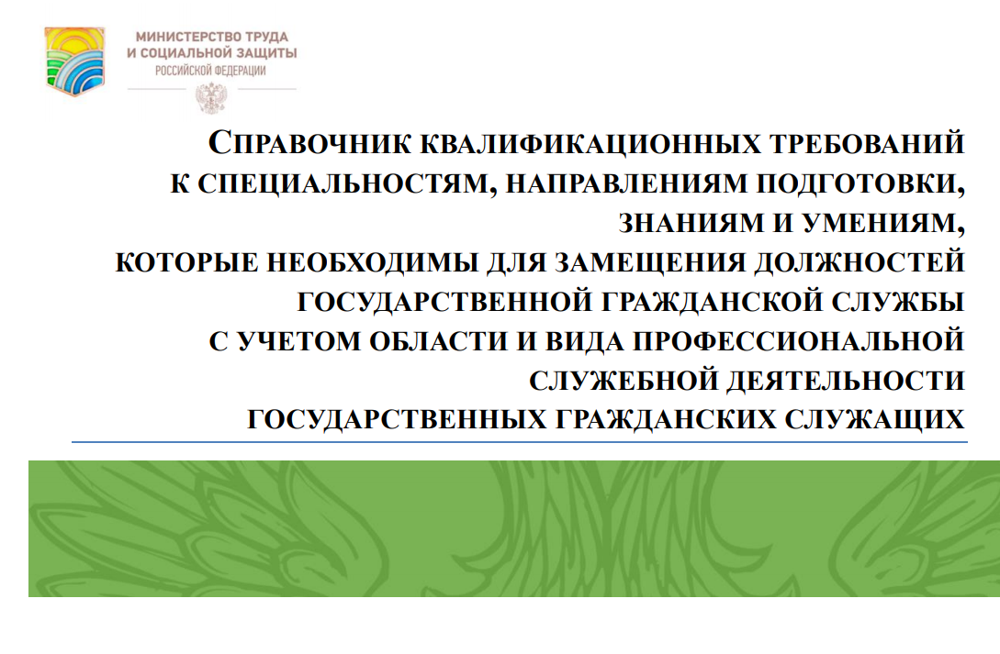 МИНИСТЕРСТВО ТРУДА
И СОЦИАЛЬНОЙ ЗАЩИТЫ
РОССИЙСКОЙ ФЕДЕРАЦИИ
СПРАВОЧНИК КВАЛИФИКАЦИОННЫХ ТРЕБОВАНИЙ
К СПЕЦИАЛЬНОСТЯМ, НАПРАВЛЕНИЯМ ПОДГОТОВКИ,
ЗНАНИЯМ И УМЕНИЯМ,
КОТОРЫЕ НЕОБХОДИМЫ ДЛЯ ЗАМЕЩЕНИЯ ДОЛЖНОСТЕЙ
ГОСУДАРСТВЕННОЙ ГРАЖДАНСКОЙ СЛУЖБЫ
С УЧЕТОМ ОБЛАСТИ И ВИДА ПРОФЕССИОНАЛЬНОЙ
СЛУЖЕБНОЙ ДЕЯТЕЛЬНОСТИ
ГОСУДАРСТВЕННЫХ ГРАЖДАНСКИХ СЛУЖАЩИХ